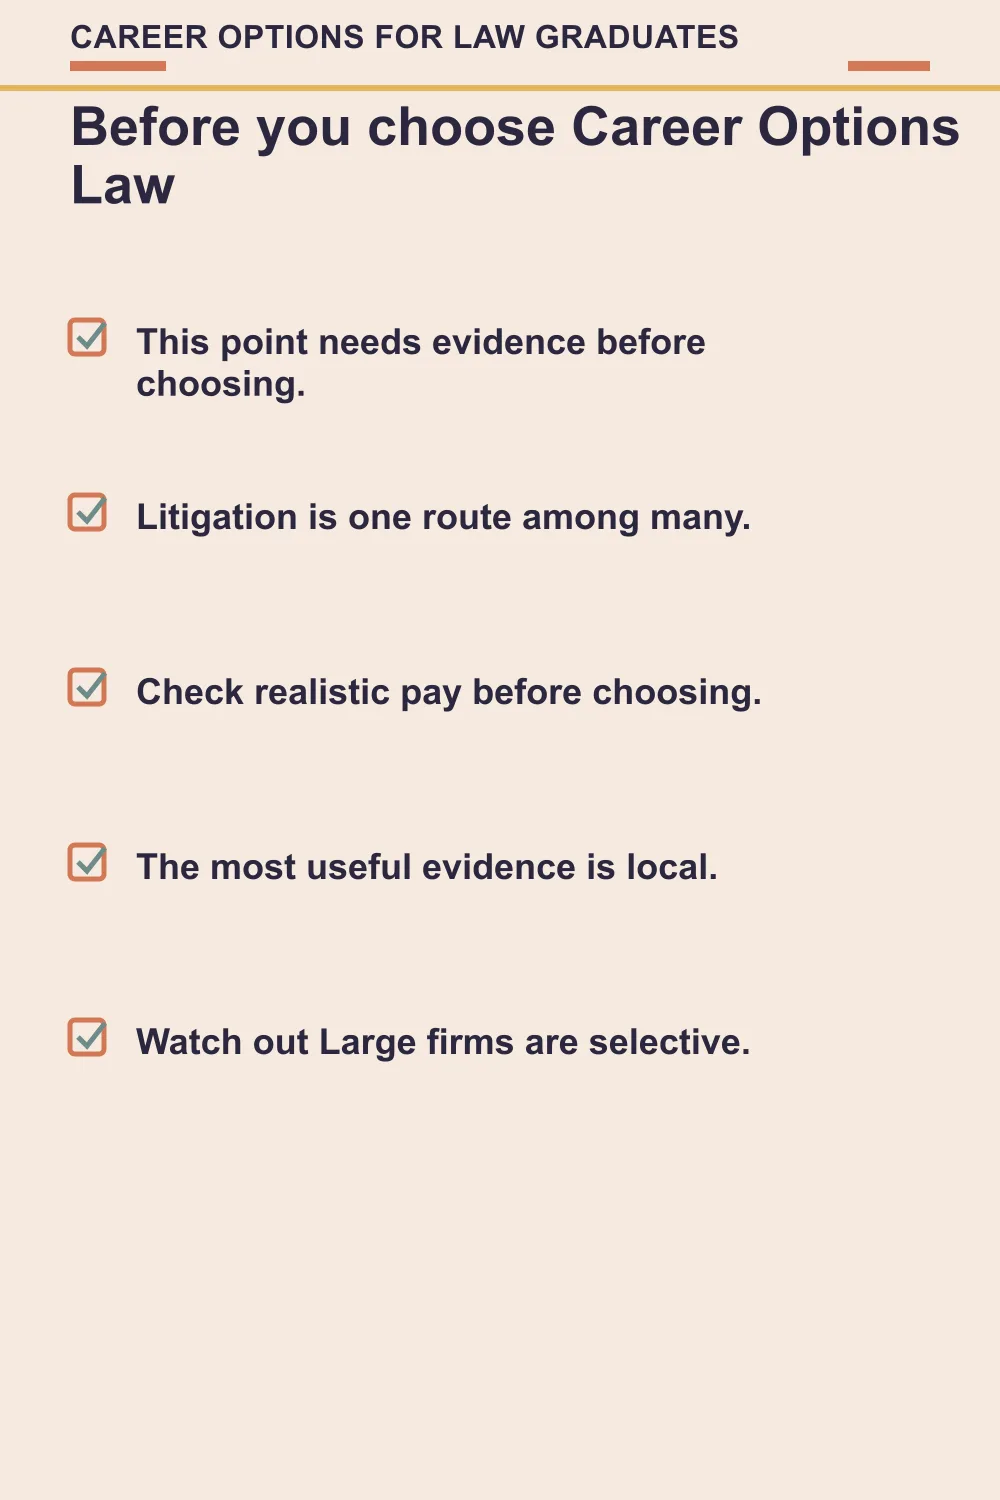 CAREER OPTIONS FOR LAW GRADUATES
Before you choose Career Options
Law
This point needs evidence before
choosing.
Litigation is one route among many.
Check realistic pay before choosing.
The most useful evidence is local.
Watch out Large firms are selective.